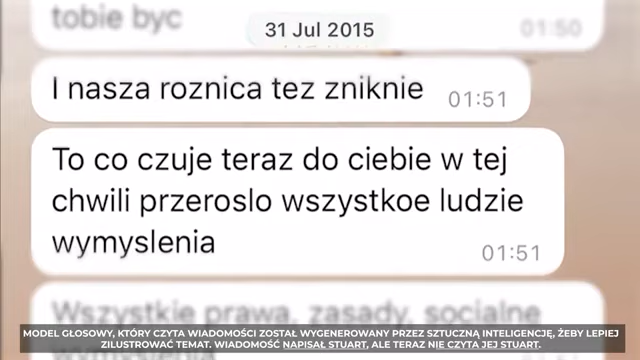 tobie byc
01:50
31 Jul 2015
I nasza roznica tez zniknie
01:51
To co czuje teraz do ciebie w tej
chwili przeroslo wszystkoe ludzie
wymyslenia
01:51
Wszystkie prawa, zasady, socialne
MODEL GŁOSOWY, KTÓRY CZYTA WIADOMOŚCI ZOSTAŁ WYGENEROWANY PRZEZ SZTUCZNĄ INTELIGENCJĘ, ŻEBY LEPIEJ
ZILUSTROWAĆ TEMAT. WIADOMOŚĆ NAPISAŁ STUART, ALE TERAZ NIE CZYTA JEJ STUART.